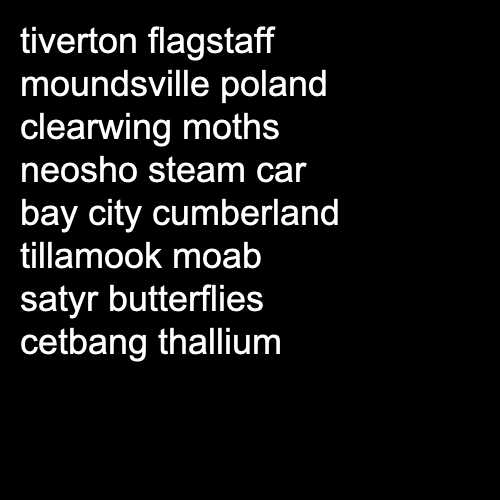 tiverton flagstaff
moundsville poland
clearwing moths
neosho steam car
bay city cumberland
tillamook moab
satyr butterflies
cetbang thallium